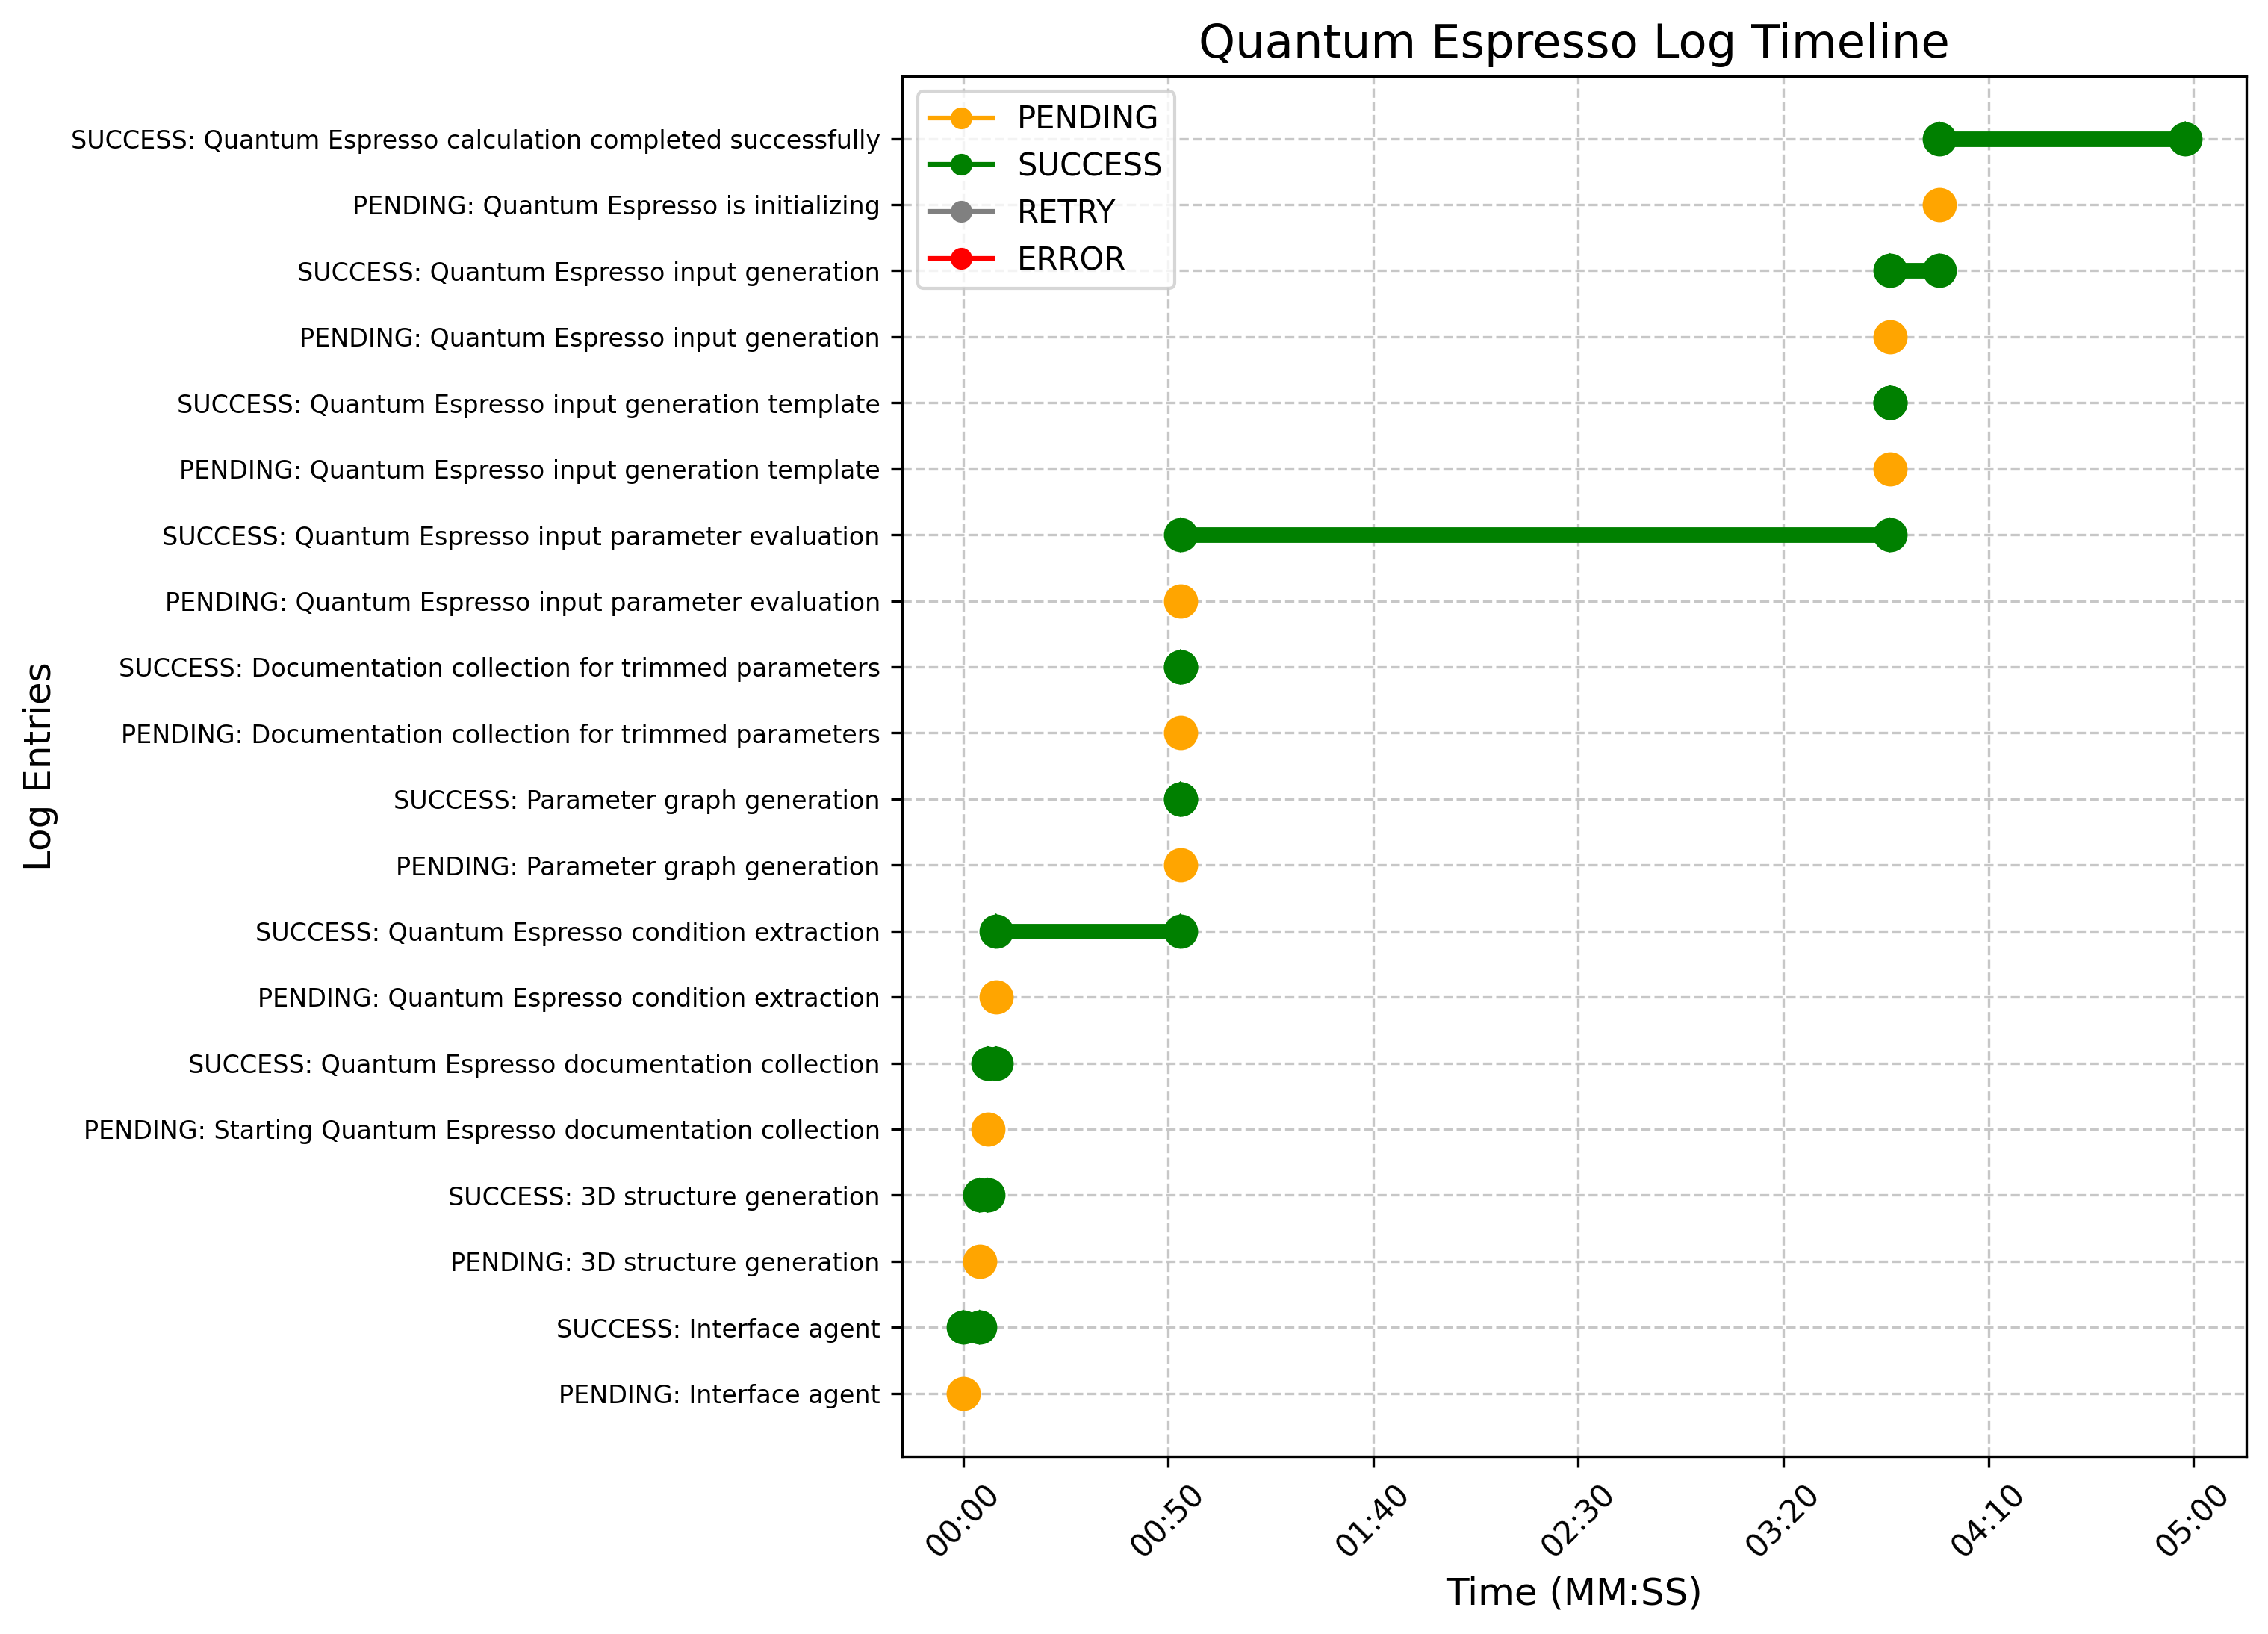 Quantum Espresso Log Timeline
PENDING
SUCCESS
RETRY
ERROR
SUCCESS: Quantum Espresso calculation completed successfully
PENDING: Quantum Espresso is initializing
SUCCESS: Quantum Espresso input generation
PENDING: Quantum Espresso input generation
SUCCESS: Quantum Espresso input generation template
PENDING: Quantum Espresso input generation template
SUCCESS: Quantum Espresso input parameter evaluation
PENDING: Quantum Espresso input parameter evaluation
SUCCESS: Documentation collection for trimmed parameters
PENDING: Documentation collection for trimmed parameters
SUCCESS: Parameter graph generation
PENDING: Parameter graph generation
SUCCESS: Quantum Espresso condition extraction
PENDING: Quantum Espresso condition extraction
SUCCESS: Quantum Espresso documentation collection
PENDING: Starting Quantum Espresso documentation collection
SUCCESS: 3D structure generation
PENDING: 3D structure generation
SUCCESS: Interface agent
PENDING: Interface agent
Log Entries
00:00
00:50
01:40
02:30
03:20
04:10
05:00
Time (MM:SS)